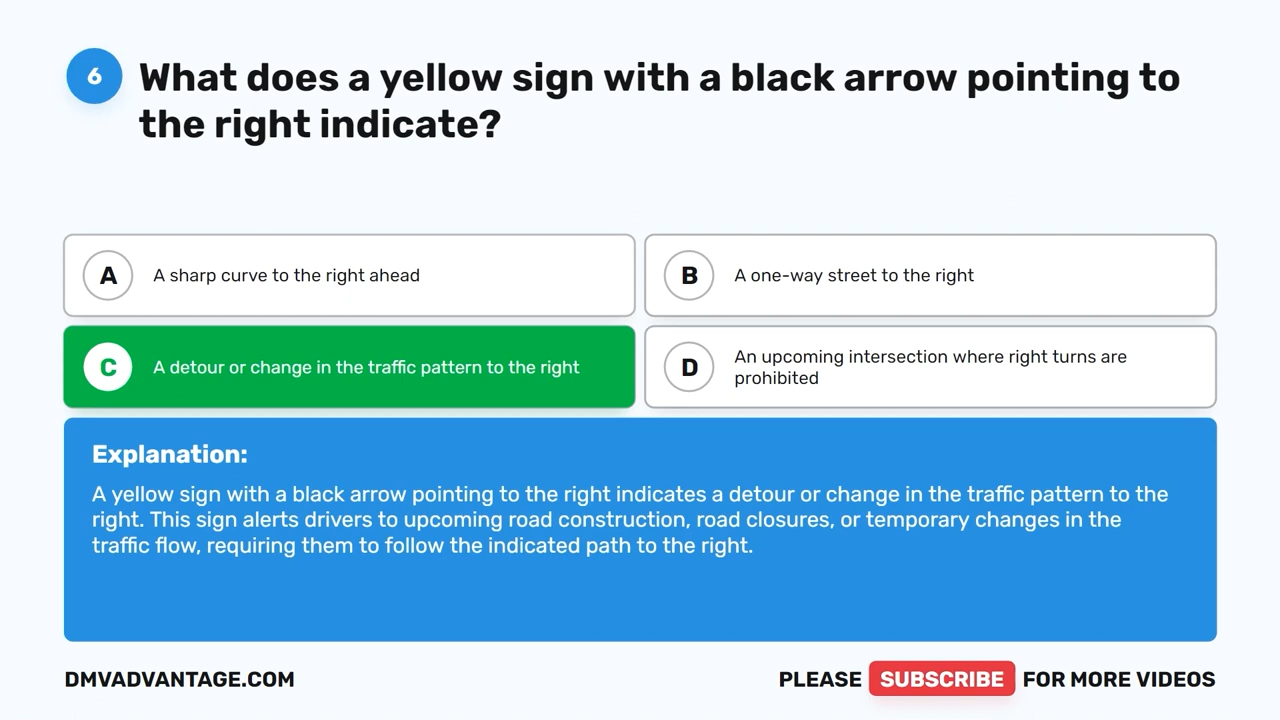 6
What does a yellow sign with a black arrow pointing to
the right indicate?
A
A sharp curve to the right ahead
B
A one-way street to the right
C
A detour or change in the traffic pattern to the right
D
An upcoming intersection where right turns are
prohibited
Explanation:
A yellow sign with a black arrow pointing to the right indicates a detour or change in the traffic pattern to the
right. This sign alerts drivers to upcoming road construction, road closures, or temporary changes in the
traffic flow, requiring them to follow the indicated path to the right.
DMVADVANTAGE.COM
PLEASE SUBSCRIBE FOR MORE VIDEOS